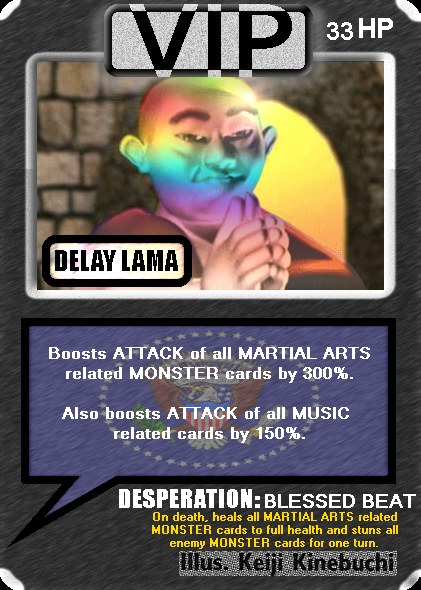 VIP
33 HP
DELAY LAMA
Boosts ATTACK of all MARTIAL ARTS
related MONSTER cards by 300%.
Also boosts ATTACK of all MUSIC
related cards by 150%.
DESPERATION: BLESSED BEAT
On death, heals all MARTIAL ARTS related
MONSTER cards to full health and stuns all
enemy MONSTER cards for one turn.
Illus. Keiji Kinebuchi